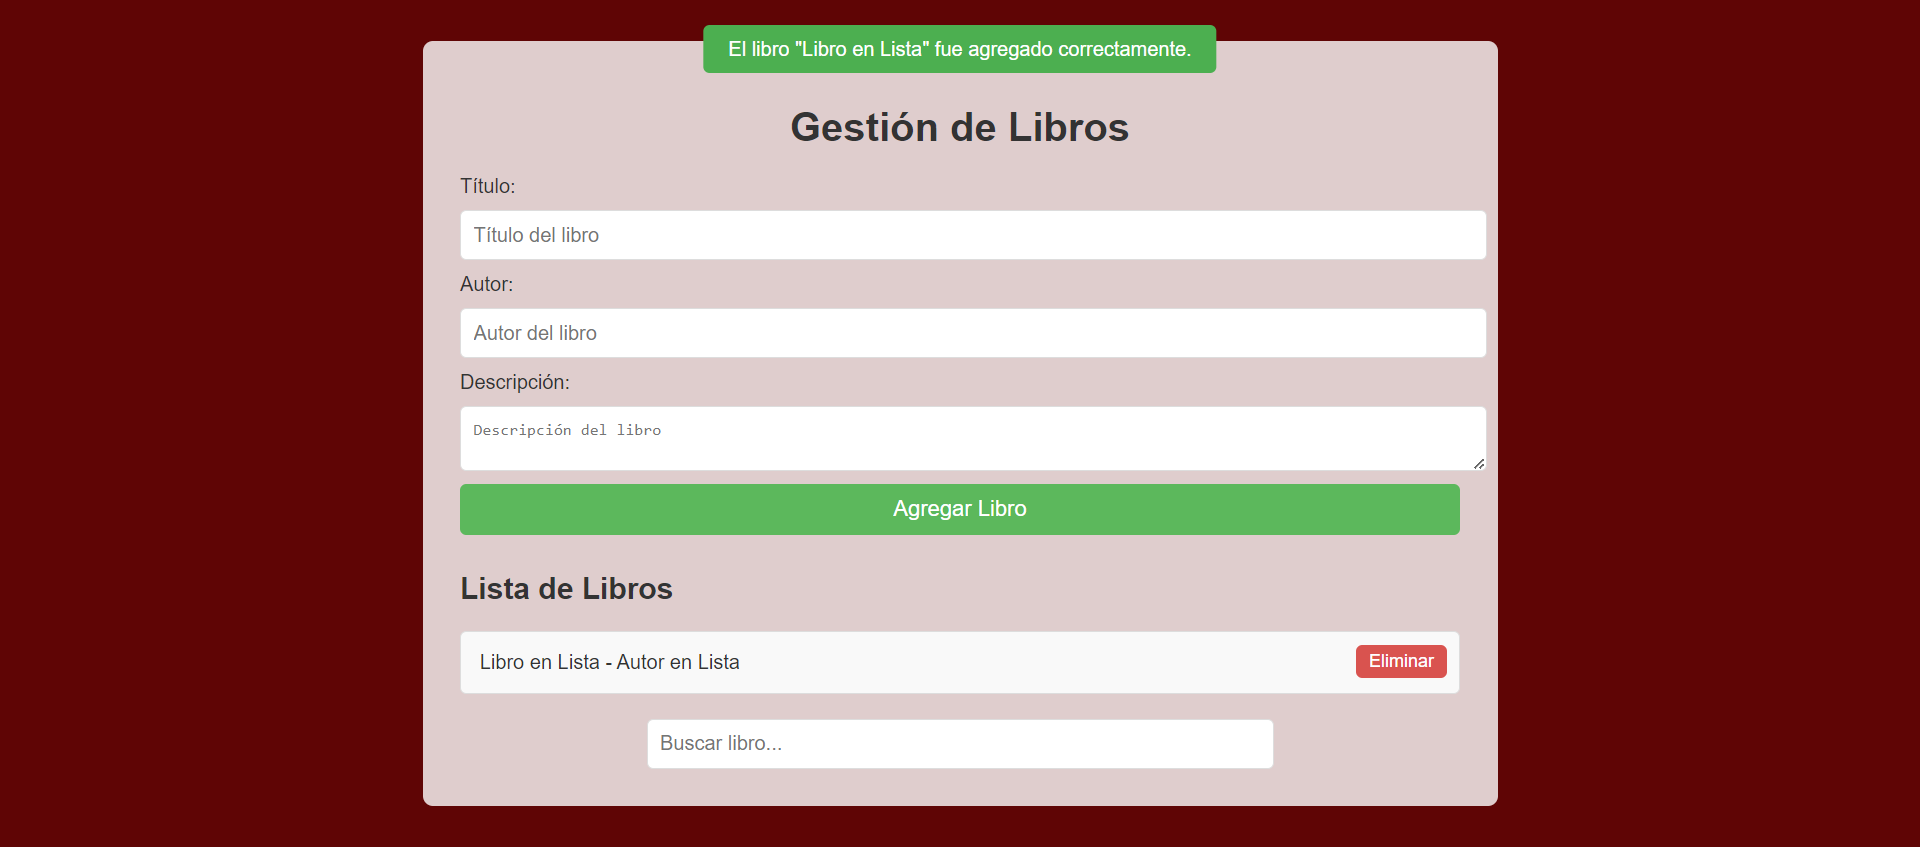 El libro "Libro en Lista" fue agregado correctamente.
Gestión de Libros
Título:
Título del libro
Autor:
Autor del libro
Descripción:
Descripción del libro
Agregar Libro
Lista de Libros
Libro en Lista - Autor en Lista
Eliminar
Buscar libro...